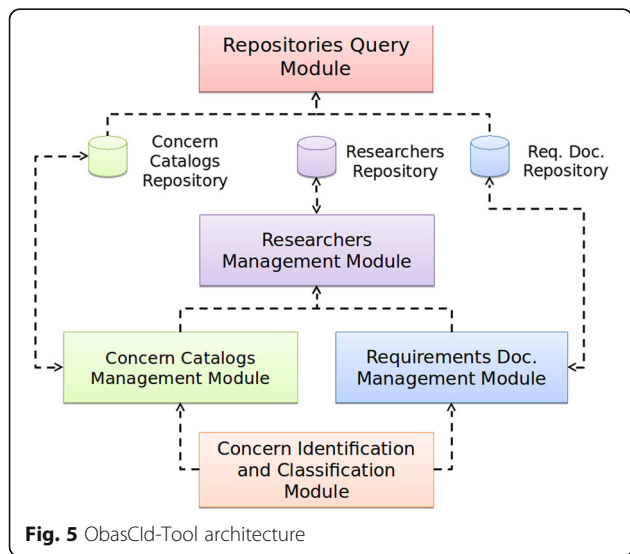 Repositories Query
Module
Concern
Catalogs
Repository
Researchers
Repository
Req. Doc.
Repository
Researchers
Management Module
Concern Catalogs
Management Module
Requirements Doc.
Management Module
Concern Identification
and Classification
Module
Fig. 5 ObasCId-Tool architecture